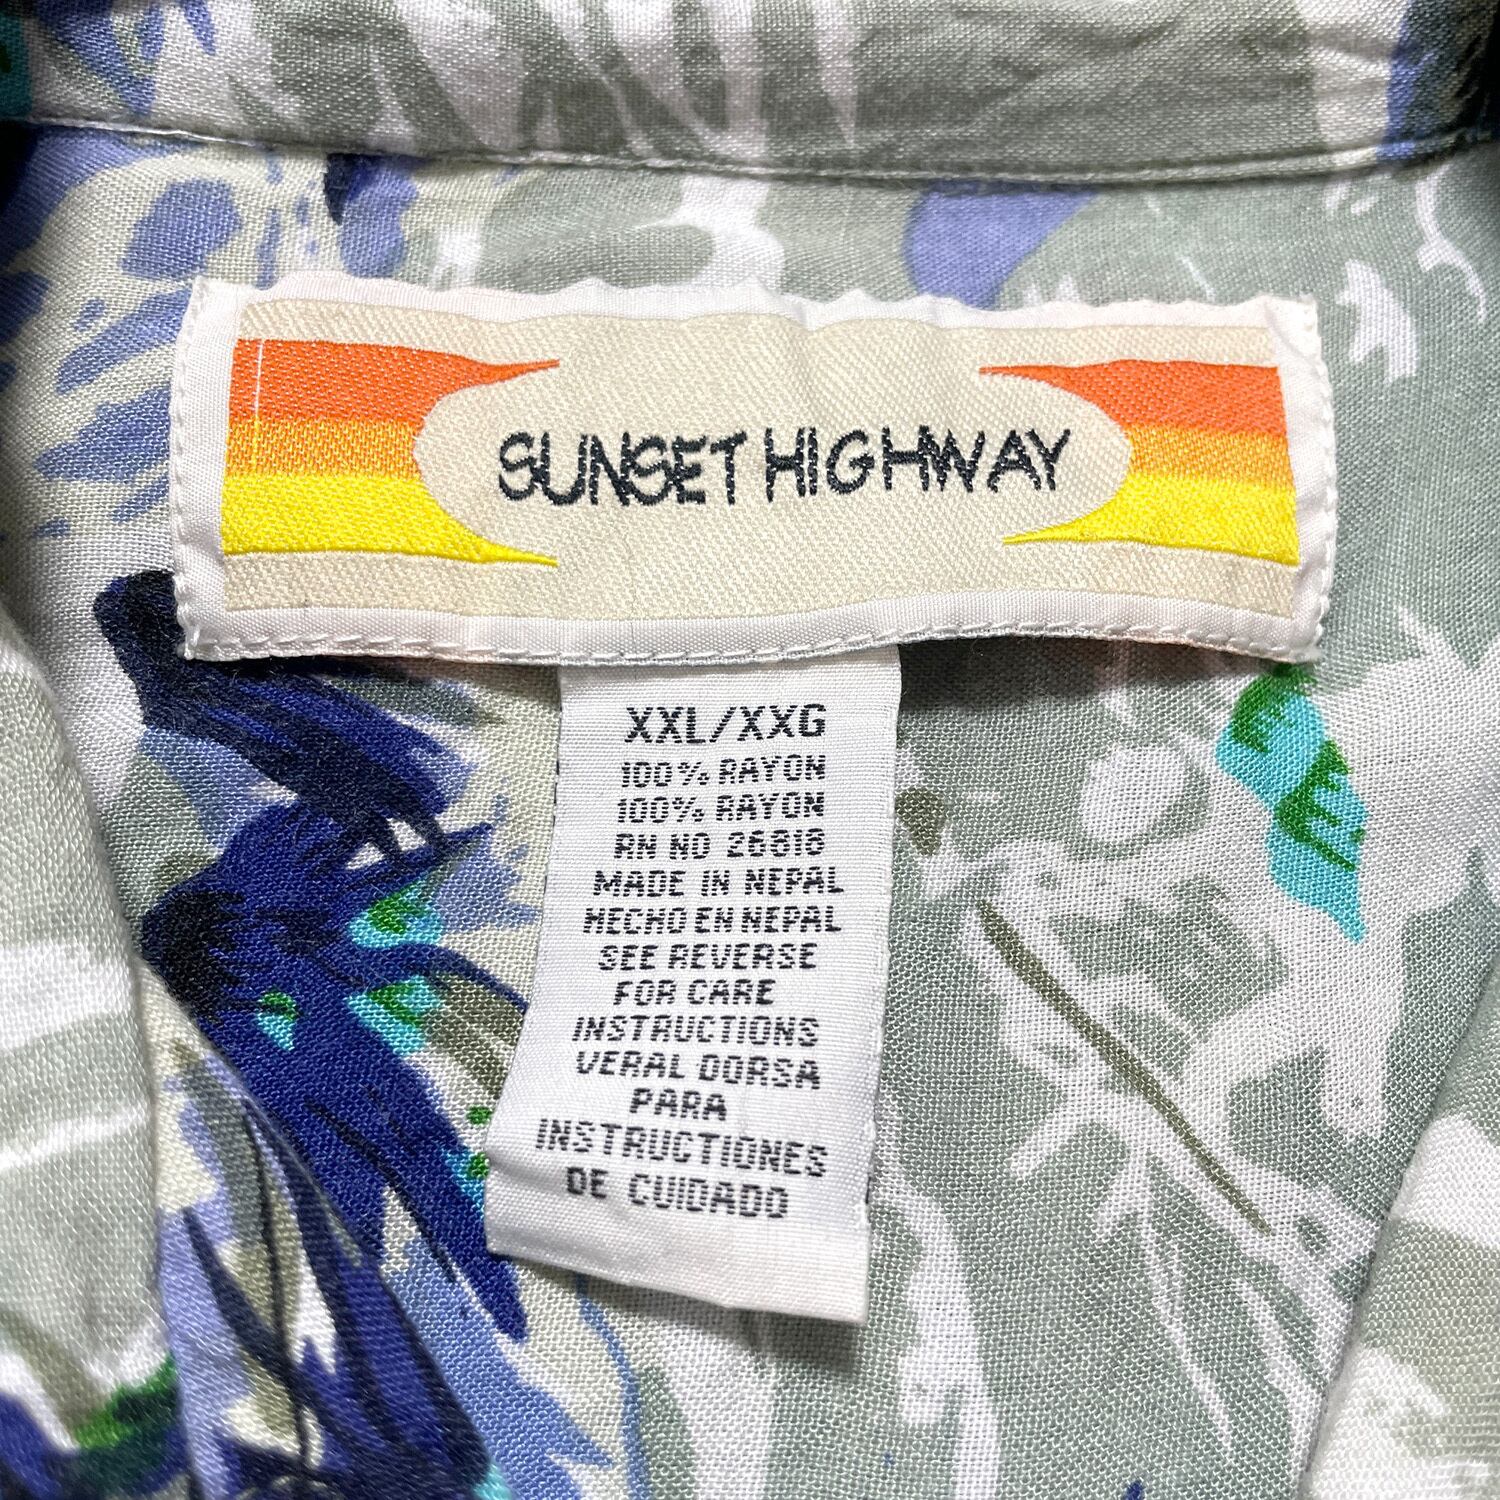 SUNSET HIGHWAY
XXL/XXG
100% RAYON
100% RAYON
RN NO 26818
MADE IN NEPAL
HECHO EN NEPAL
SEE REVERSE
FOR CARE
INSTRUCTIONS
VERAL DORSA
PARA
INSTRUCTIONES
DE CUIDADO